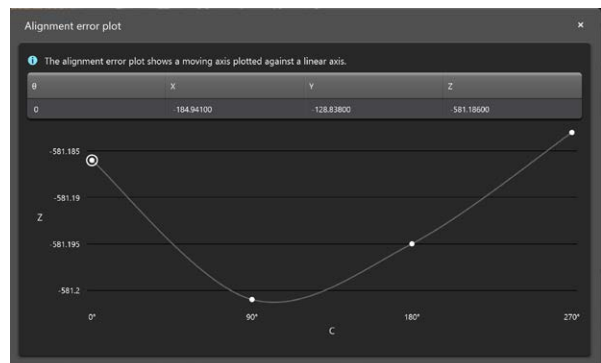 Alignment error plot ×
The alignment error plot shows a moving axis plotted against a linear axis.
θ X Y Z
0 -184.94100 -128.83800 -581.18600
-581.185
-581.19
Z
-581.195
-581.2
0° 90° 180° 270°
C